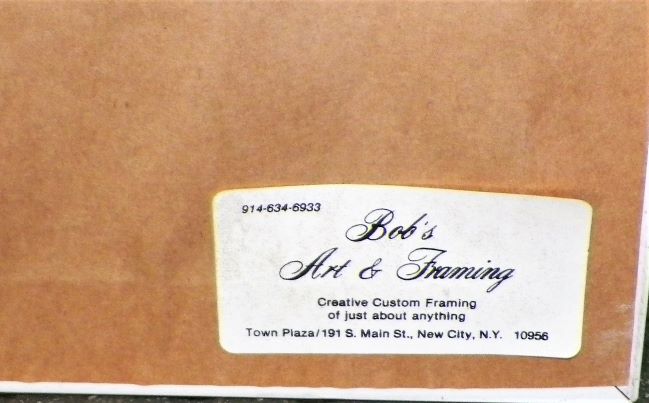 914-634-6933
Bob's
Art & Framing
Creative Custom Framing
of just about anything
Town Plaza/191 S. Main St., New City, N.Y. 10956